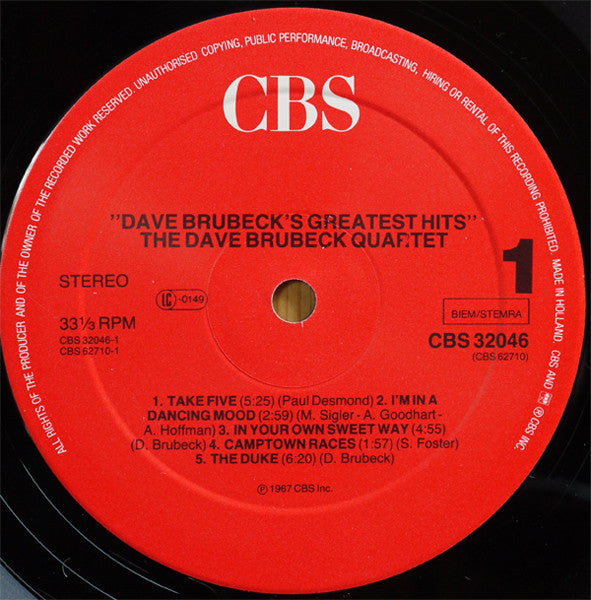 ALL RIGHTS OF THE PRODUCER AND OF THE OWNER OF THE RECORDED WORK RESERVED. UNAUTHORISED COPYING, PUBLIC PERFORMANCE, BROADCASTING, HIRING OR RENTAL OF THIS RECORDING PROHIBITED. MADE IN HOLLAND. CBS AND ℗ CBS INC.
CBS
"DAVE BRUBECK'S GREATEST HITS"
THE DAVE BRUBECK QUARTET
1
STEREO
LC -0149
BIEM/STEMRA
33⅓ RPM
CBS 32046-1
CBS 62710-1
CBS 32046
(CBS 62710)
1. TAKE FIVE (5:25) (Paul Desmond) 2. I'M IN A
DANCING MOOD (2:59) (M. Sigler - A. Goodhart -
A. Hoffman) 3. IN YOUR OWN SWEET WAY (4:55)
(D. Brubeck) 4. CAMPTOWN RACES (1:57) (S. Foster)
5. THE DUKE (6:20) (D. Brubeck)
℗ 1967 CBS Inc.